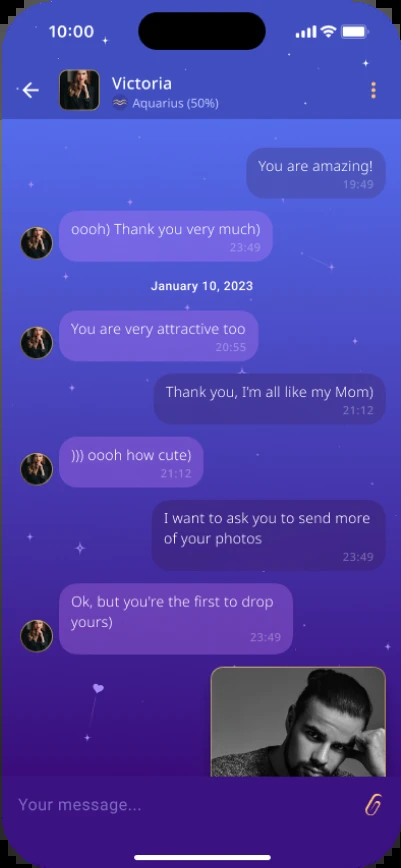 10:00
Victoria
Aquarius (50%)
You are amazing!
19:49
oooh) Thank you very much)
23:49
January 10, 2023
You are very attractive too
20:55
Thank you, I'm all like my Mom)
21:12
))) oooh how cute)
21:12
I want to ask you to send more
of your photos
23:49
Ok, but you're the first to drop
yours)
23:49
Your message...